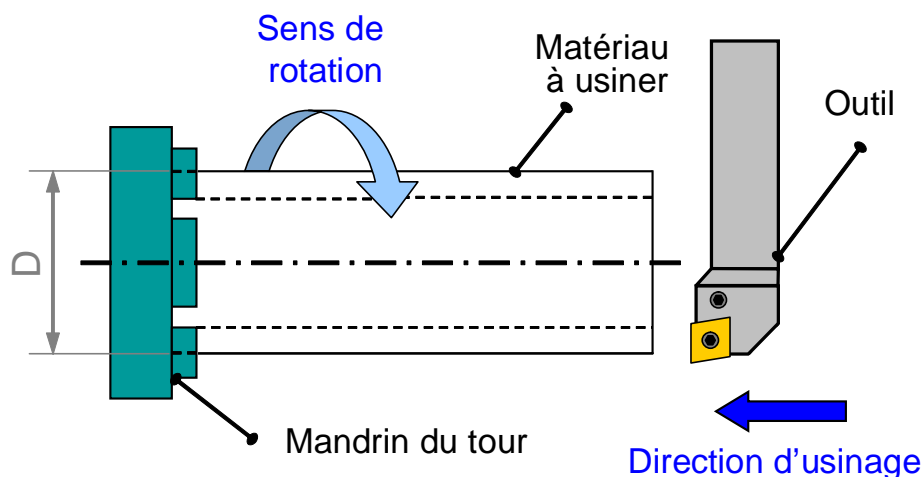 Sens de
rotation
Matériau
à usiner
Outil
D
Mandrin du tour
Direction d’usinage